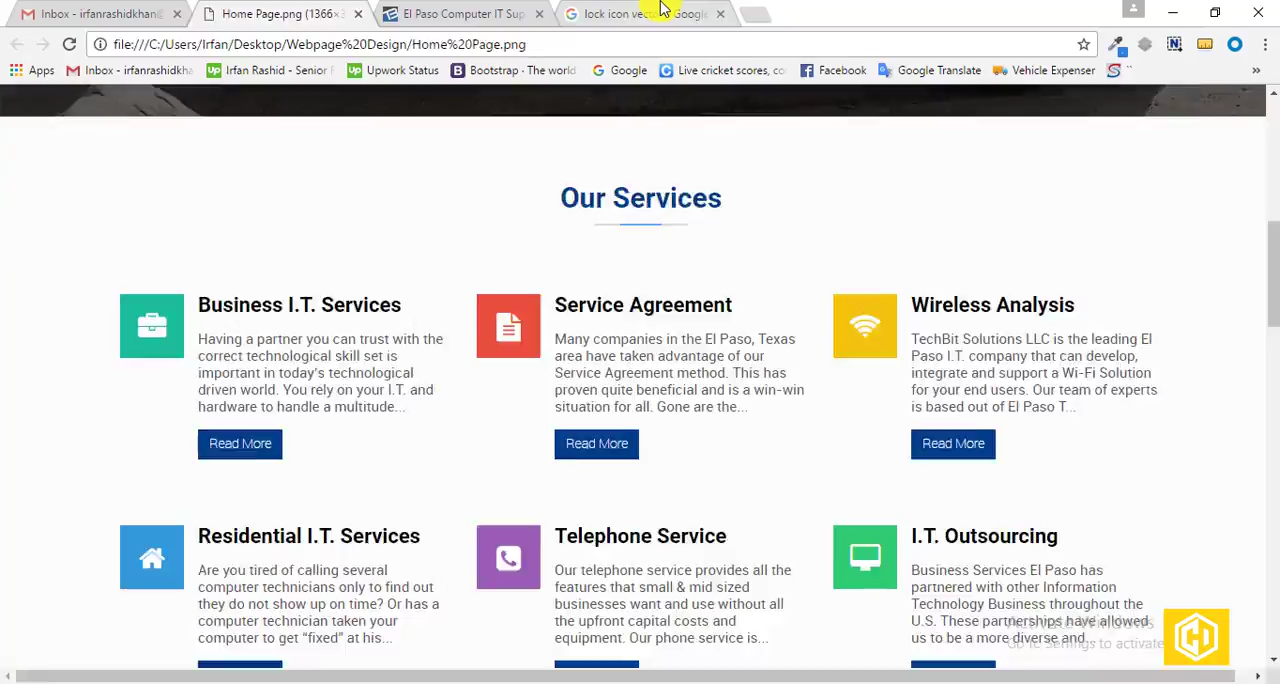 Inbox - irfanrashidkhan@
Home Page.png (1366×3
El Paso Computer IT Sup
lock icon vecto Google
file:///C:/Users/Irfan/Desktop/Webpage%20Design/Home%20Page.png
Apps
Inbox - irfanrashidkha
Up Irfan Rashid - Senior F
Up Upwork Status
B Bootstrap - The world
Google
Live cricket scores, co
Facebook
Google Translate
Vehicle Expenser
Our Services
Business I.T. Services
Having a partner you can trust with the
correct technological skill set is
important in today's technological
driven world. You rely on your I.T. and
hardware to handle a multitude...
Read More
Service Agreement
Many companies in the El Paso, Texas
area have taken advantage of our
Service Agreement method. This has
proven quite beneficial and is a win-win
situation for all. Gone are the...
Read More
Wireless Analysis
TechBit Solutions LLC is the leading El
Paso I.T. company that can develop,
integrate and support a Wi-Fi Solution
for your end users. Our team of experts
is based out of El Paso T...
Read More
Residential I.T. Services
Are you tired of calling several
computer technicians only to find out
they do not show up on time? Or has a
computer technician taken your
computer to get “fixed” at his...
Telephone Service
Our telephone service provides all the
features that small & mid sized
businesses want and use without all
the upfront capital costs and
equipment. Our phone service is...
I.T. Outsourcing
Business Services El Paso has
partnered with other Information
Technology Business throughout the
U.S. These partnerships have allowed
us to be a more diverse and...
Activate Windows
Go to Settings to activate